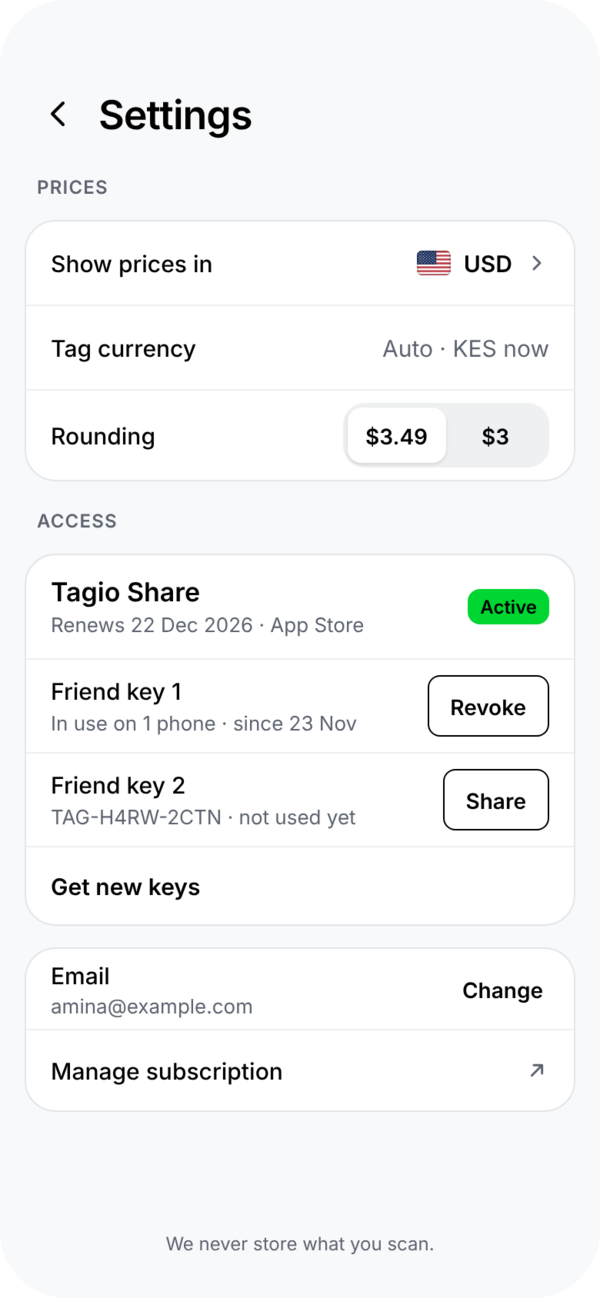 Settings
PRICES
Show prices in USD
Tag currency Auto · KES now
Rounding $3.49 $3
ACCESS
Tagio Share
Renews 22 Dec 2026 · App Store
Active
Friend key 1
In use on 1 phone · since 23 Nov
Revoke
Friend key 2
TAG-H4RW-2CTN · not used yet
Share
Get new keys
Email
amina@example.com
Change
Manage subscription
We never store what you scan.